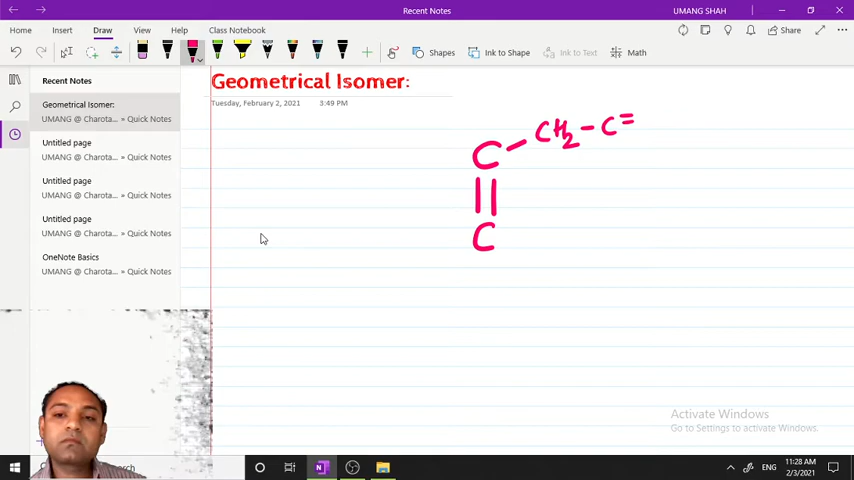 Recent Notes
UMANG SHAH
Home Insert Draw View Help Class Notebook
Share
Shapes Ink to Shape Ink to Text Math
Recent Notes
Geometrical Isomer:
UMANG @ Charota... » Quick Notes
Untitled page
UMANG @ Charota... » Quick Notes
Untitled page
UMANG @ Charota... » Quick Notes
Untitled page
UMANG @ Charota... » Quick Notes
OneNote Basics
UMANG @ Charota... » Quick Notes
Geometrical Isomer:
Tuesday, February 2, 2021 3:49 PM
C – CH2 – C =
||
C
Activate Windows
Go to Settings to activate Windows.
ENG
11:28 AM
2/3/2021